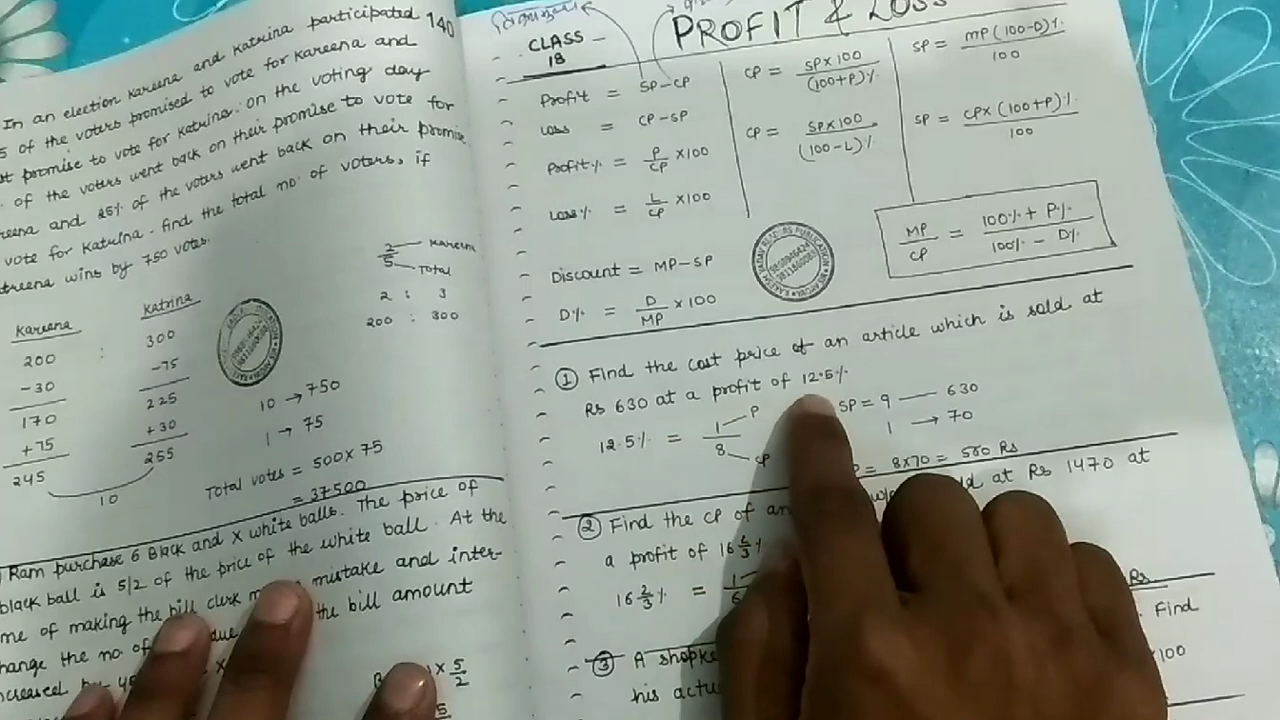 In an election Kareena and Katrina participated 140
of the voters promised to vote for Kareena and
promise to vote for Katrina. On the voting day
of the voters went back on their promise to vote for
and 25% of the voters went back on their promise
vote for Katrina. Find the total no. of voters, if
wins by 750 votes.
2/5 Kareena
Total
2 : 3
200 : 300
Kareena Katrina
200 : 300
-30 -75
170 225
+75 +30
245 255
10
10 → 750
1 → 75
Total votes = 500 x 75
= 37500
Ram purchase 6 Black and X white balls. The price of
black ball is 5/2 of the price of the white ball. At the
of making the bill clerk mistake and inter-
the no. of the bill amount
x 5/2
CLASS
18
PROFIT & LOSS
Profit = SP-CP
Loss = CP-SP
Profit% = P/CP x100
Loss% = L/CP x100
Discount = MP-SP
D% = D/MP x100
CP = SP x 100/(100+P)%
CP = SP x 100/(100-L)%
SP = MP(100-D)%/100
SP = CP x (100+P)%/100
MP/CP = 100%+P%/100%-D%
① Find the cost price of an article which is sold at
Rs 630 at a profit of 12.5%
12.5% = 1/8 P CP
SP = 9 — 630
1 → 70
= 8x70 = 560 Rs
② Find the CP of an sold at Rs 1470 at
a profit of 16 2/3%
16 2/3% =
Rs.
③ A Find
his x100